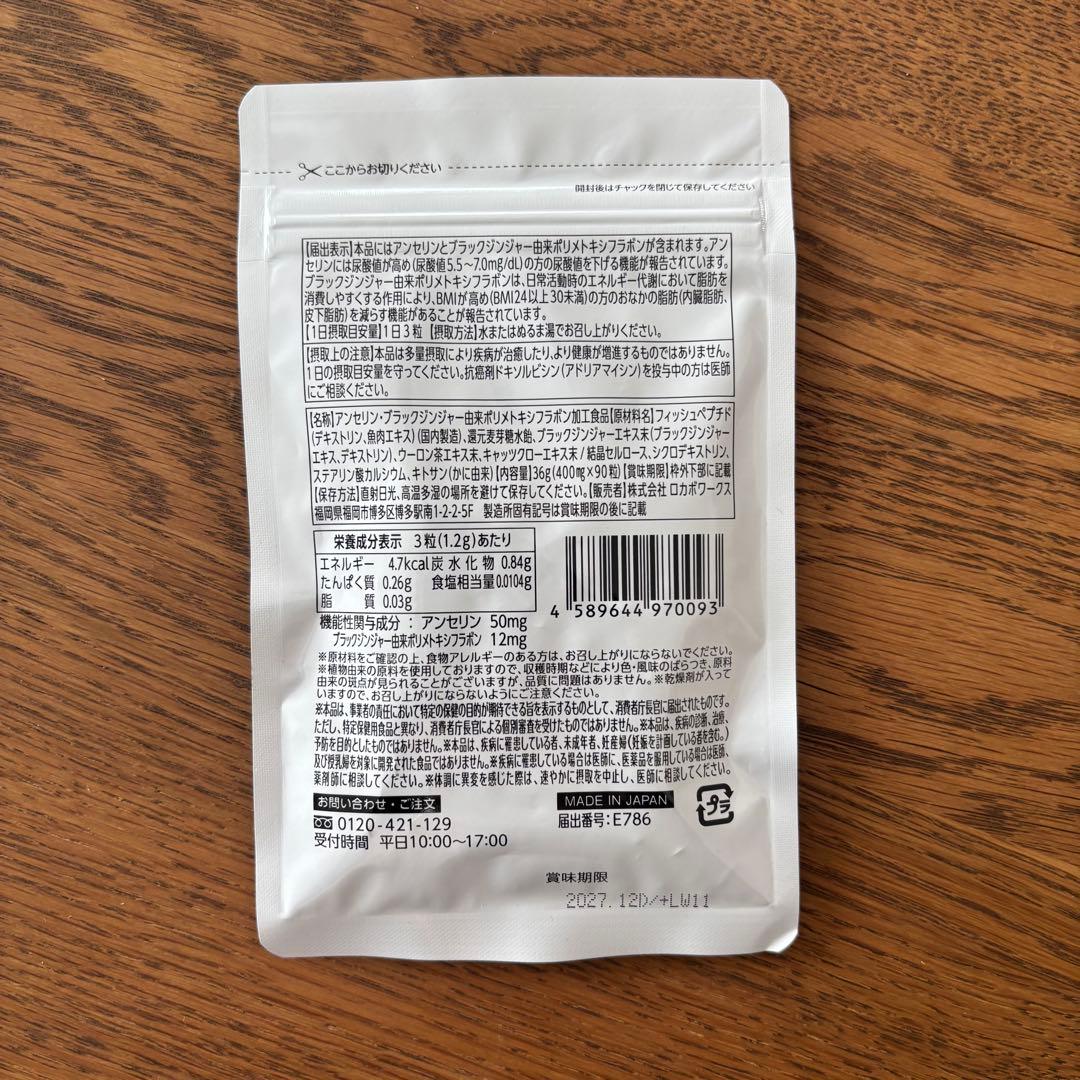 ここからお切りください
開封後はチャックを閉じて保存してください
【届出表示】本品にはアンセリンとブラックジンジャー由来ポリメトキシフラボンが含まれます。アン
セリンには尿酸値が高め(尿酸値5.5〜7.0mg/dL)の方の尿酸値を下げる機能が報告されています。
ブラックジンジャー由来ポリメトキシフラボンは、日常活動時のエネルギー代謝において脂肪を
消費しやすくする作用により、BMIが高め(BMI24以上30未満)の方のおなかの脂肪(内臓脂肪、
皮下脂肪)を減らす機能があることが報告されています。
【1日摂取目安量】1日3粒 【摂取方法】水またはぬるま湯でお召し上がりください。
【摂取上の注意】本品は多量摂取により疾病が治癒したり、より健康が増進するものではありません。
1日の摂取目安量を守ってください。抗癌剤ドキソルビシン(アドリアマイシン)を投与中の方は医師
にご相談ください。
【名称】アンセリン・ブラックジンジャー由来ポリメトキシフラボン加工食品【原材料名】フィッシュペプチド
(デキストリン、魚肉エキス)(国内製造)、還元麦芽糖水飴、ブラックジンジャーエキス末(ブラックジンジャー
エキス、デキストリン)、ウーロン茶エキス末、キャッツクローエキス末/結晶セルロース、シクロデキストリン、
ステアリン酸カルシウム、キトサン(かに由来)【内容量】36g(400mg×90粒)【賞味期限】枠外下部に記載
【保存方法】直射日光、高温多湿の場所を避けて保存してください。【販売者】株式会社 ロカボワークス
福岡県福岡市博多区博多駅南1-2-2-5F 製造所固有記号は賞味期限の後に記載
栄養成分表示 3粒(1.2g)あたり
エネルギー 4.7kcal 炭水化物 0.84g
たんぱく質 0.26g 食塩相当量 0.0104g
脂質 0.03g
4 589644 970093
機能性関与成分 : アンセリン 50mg
ブラックジンジャー由来ポリメトキシフラボン 12mg
※原材料をご確認の上、食物アレルギーのある方は、お召し上がりにならないでください。
※植物由来の原料を使用しておりますので、収穫時期などにより色・風味のばらつき、原料
由来の斑点が見られることがございますが、品質に問題はありません。※乾燥剤が入って
いますので、お召し上がりにならないようにご注意ください。
※本品は、事業者の責任において特定の保健の目的が期待できる旨を表示するものとして、消費者庁長官に届出されたものです。
ただし、特定保健用食品と異なり、消費者庁長官による個別審査を受けたものではありません。※本品は、疾病の診断、治療、
予防を目的としたものではありません。※本品は、疾病に罹患している者、未成年者、妊産婦(妊娠を計画している者を含む。)
及び授乳婦を対象に開発された食品ではありません。※疾病に罹患している場合は医師に、医薬品を服用している場合は医師、
薬剤師に相談してください。※体調に異変を感じた際は、速やかに摂取を中止し、医師に相談してください。
お問い合わせ・ご注文
0120-421-129
受付時間 平日10:00〜17:00
MADE IN JAPAN
届出番号:E786
プラ
賞味期限
2027.12D/+LW11